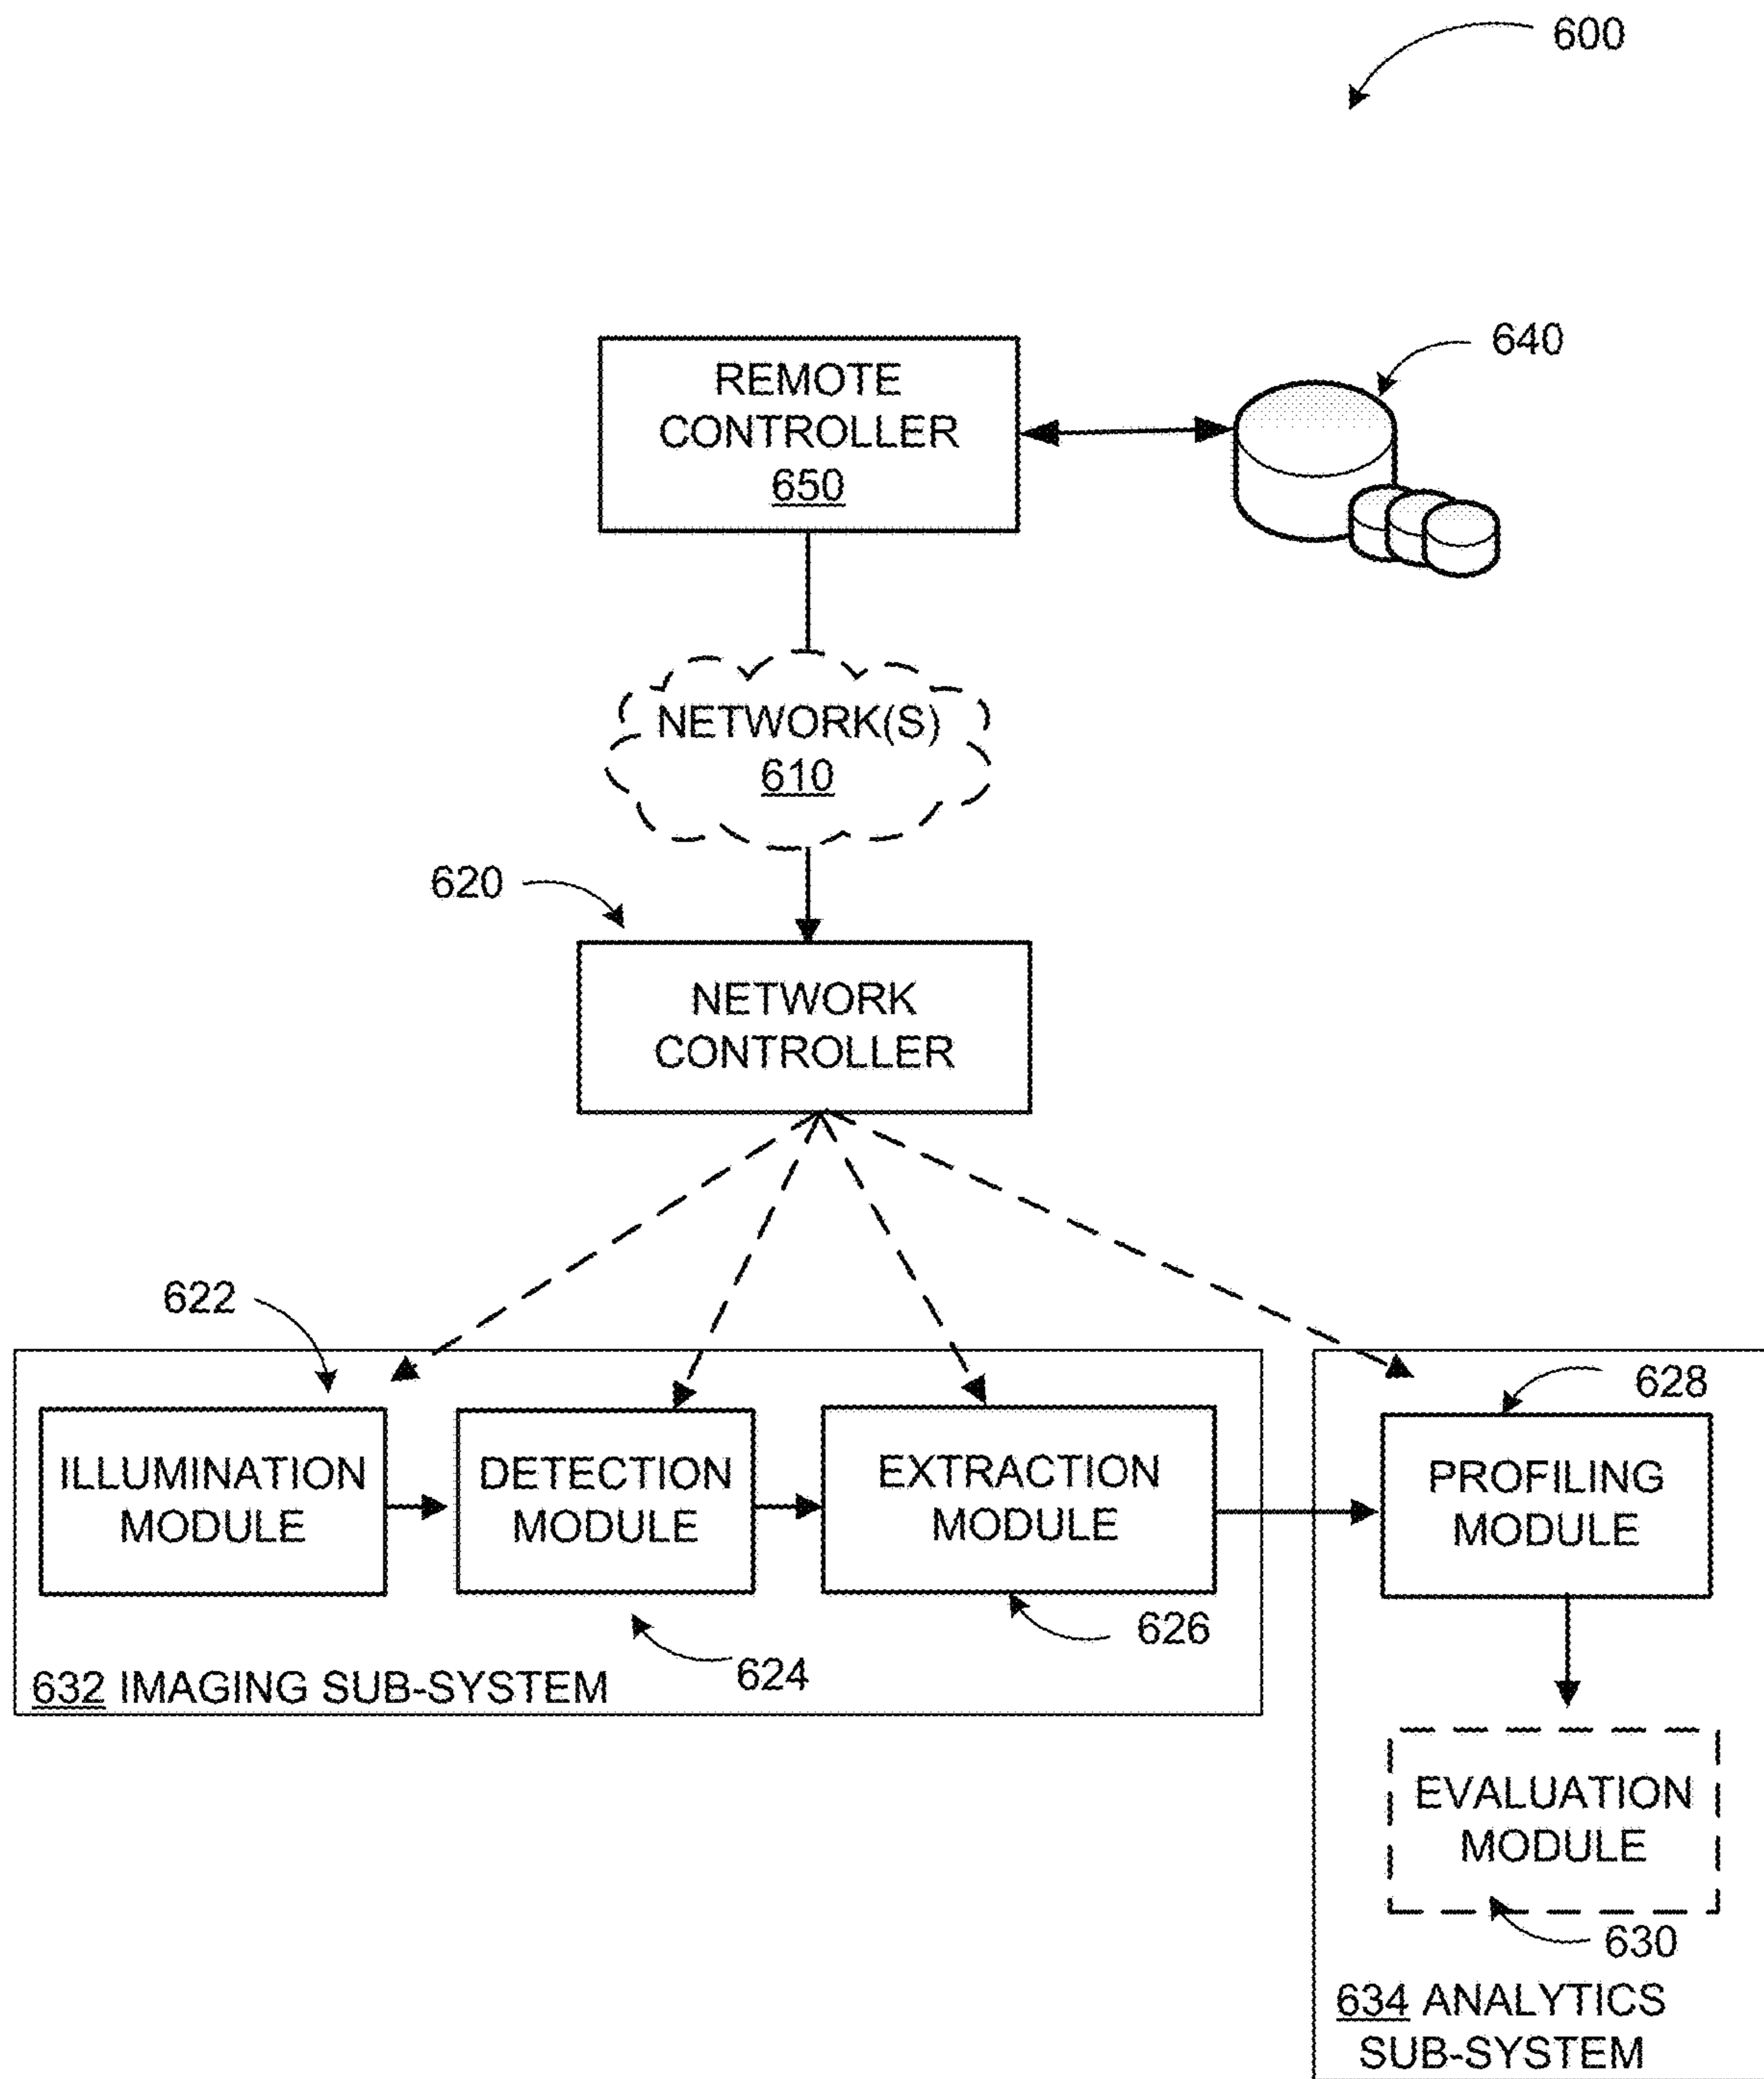 600
REMOTE
CONTROLLER
650
640
NETWORK(S)
610
620
NETWORK
CONTROLLER
622
ILLUMINATION
MODULE
DETECTION
MODULE
624
EXTRACTION
MODULE
626
632 IMAGING SUB-SYSTEM
628
PROFILING
MODULE
EVALUATION
MODULE
630
634 ANALYTICS
SUB-SYSTEM